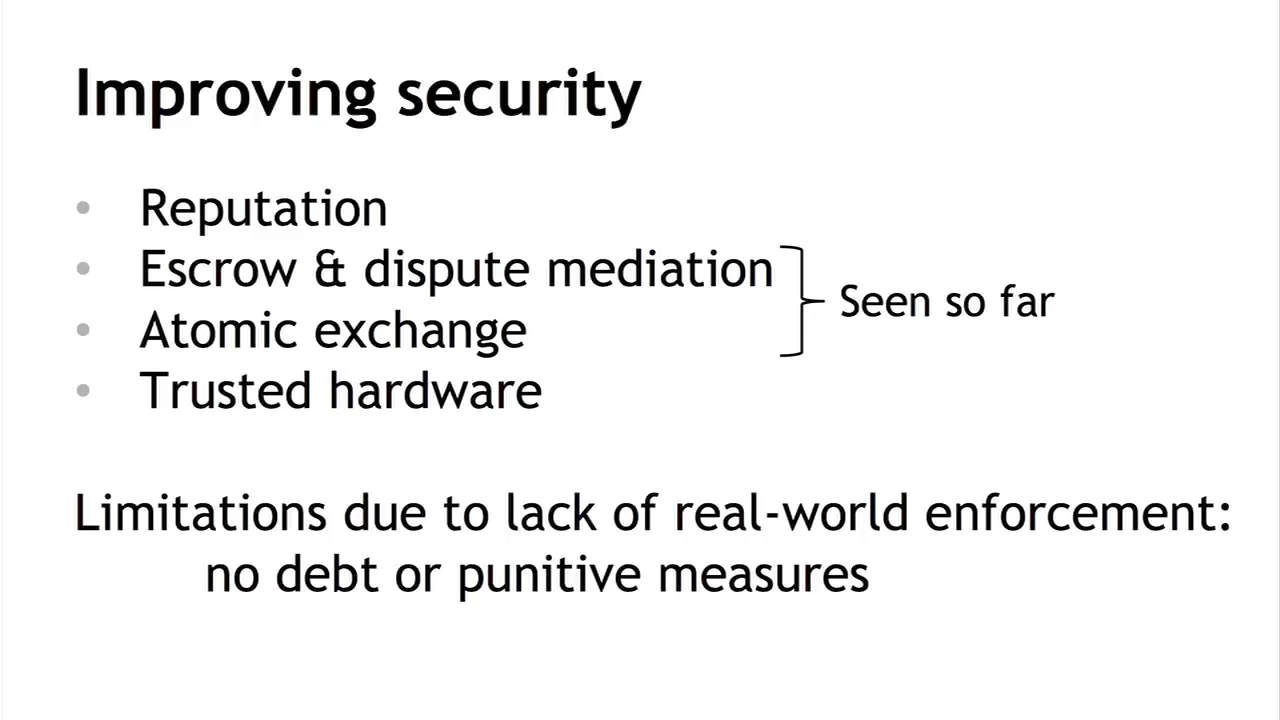 Improving security
• Reputation
• Escrow & dispute mediation
• Atomic exchange
Seen so far
• Trusted hardware
Limitations due to lack of real-world enforcement:
no debt or punitive measures